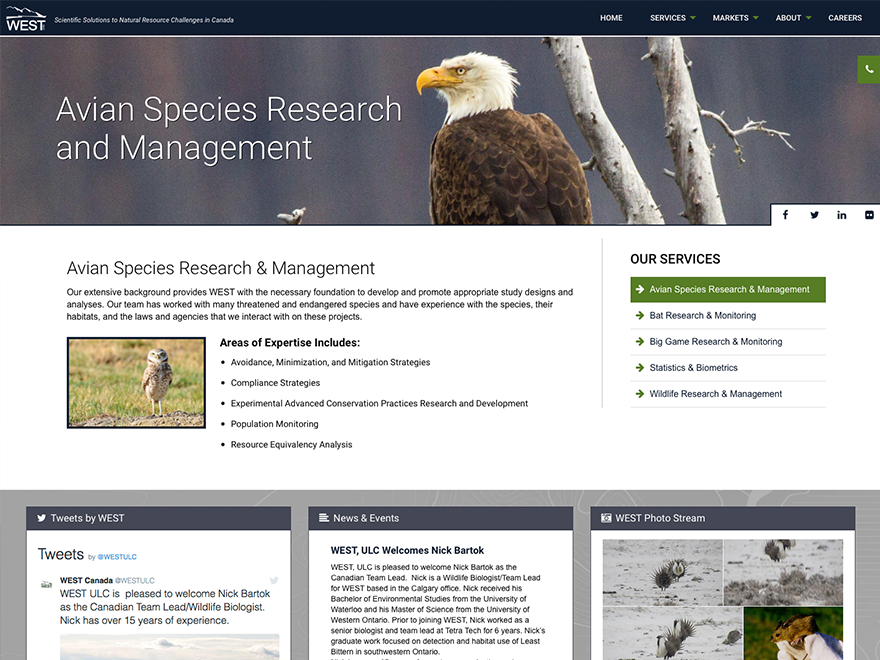 WEST
Scientific Solutions to Natural Resource Challenges in Canada
HOME
SERVICES
MARKETS
ABOUT
CAREERS
Avian Species Research
and Management
Avian Species Research & Management
Our extensive background provides WEST with the necessary foundation to develop and promote appropriate study designs and
analyses. Our team has worked with many threatened and endangered species and have experience with the species, their
habitats, and the laws and agencies that we interact with on these projects.
Areas of Expertise Includes:
Avoidance, Minimization, and Mitigation Strategies
Compliance Strategies
Experimental Advanced Conservation Practices Research and Development
Population Monitoring
Resource Equivalency Analysis
OUR SERVICES
Avian Species Research & Management
Bat Research & Monitoring
Big Game Research & Monitoring
Statistics & Biometrics
Wildlife Research & Management
Tweets by WEST
Tweets by @WESTULC
WEST Canada @WESTULC
WEST ULC is pleased to welcome Nick Bartok
as the Canadian Team Lead/Wildlife Biologist.
Nick has over 15 years of experience.
News & Events
WEST, ULC Welcomes Nick Bartok
WEST, ULC is pleased to welcome Nick Bartok as the
Canadian Team Lead. Nick is a Wildlife Biologist/Team Lead
for WEST based in the Calgary office. Nick received his
Bachelor of Environmental Studies from the University of
Waterloo and his Master of Science from the University of
Western Ontario. Prior to joining WEST, Nick worked as a
senior biologist and team lead at Tetra Tech for 6 years. Nick's
graduate work focused on detection and habitat use of Least
Bittern in southwestern Ontario.
WEST Photo Stream